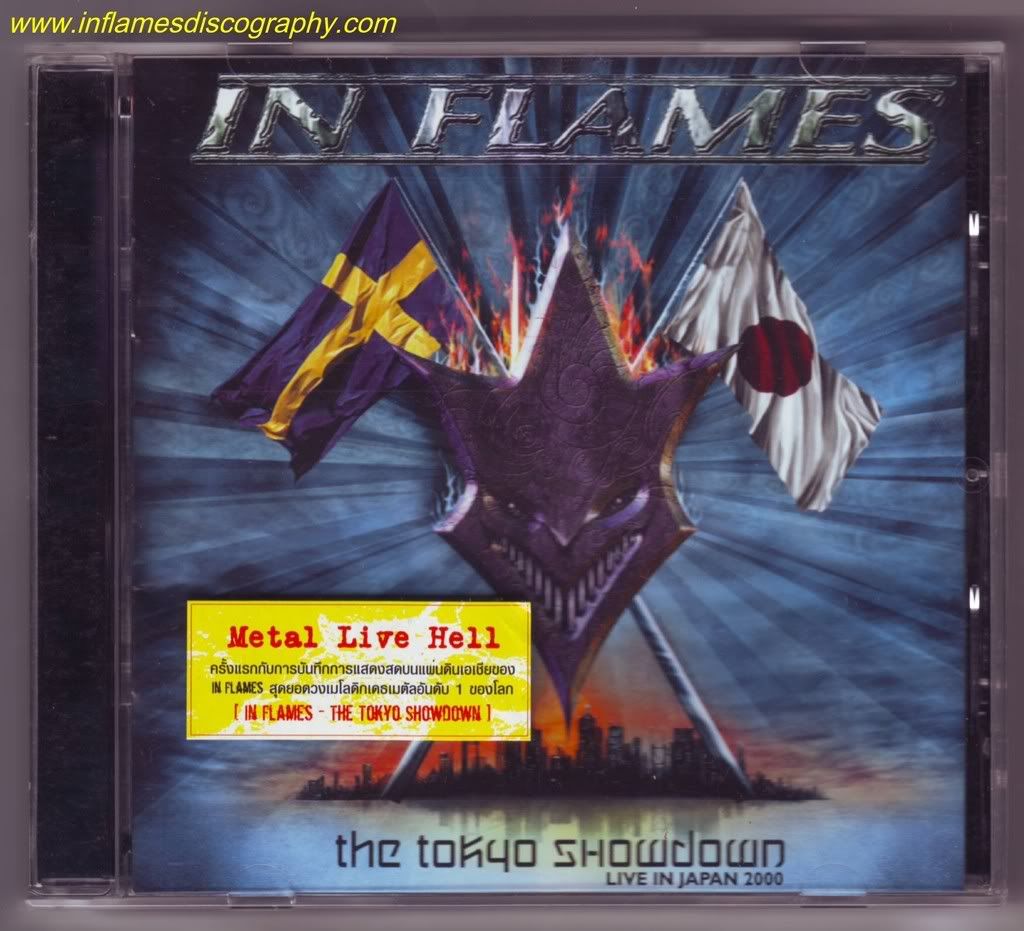 www.inflamesdiscography.com
IN FLAMES
Metal Live Hell
ครั้งแรกกับการบันทึกการแสดงสดบนแผ่นดินเอเชียของ
IN FLAMES สุดยอดวงเมโลดิกเดธเมตัลอันดับ 1 ของโลก
[ IN FLAMES - THE TOKYO SHOWDOWN ]
the tokyo showdown
LIVE IN JAPAN 2000